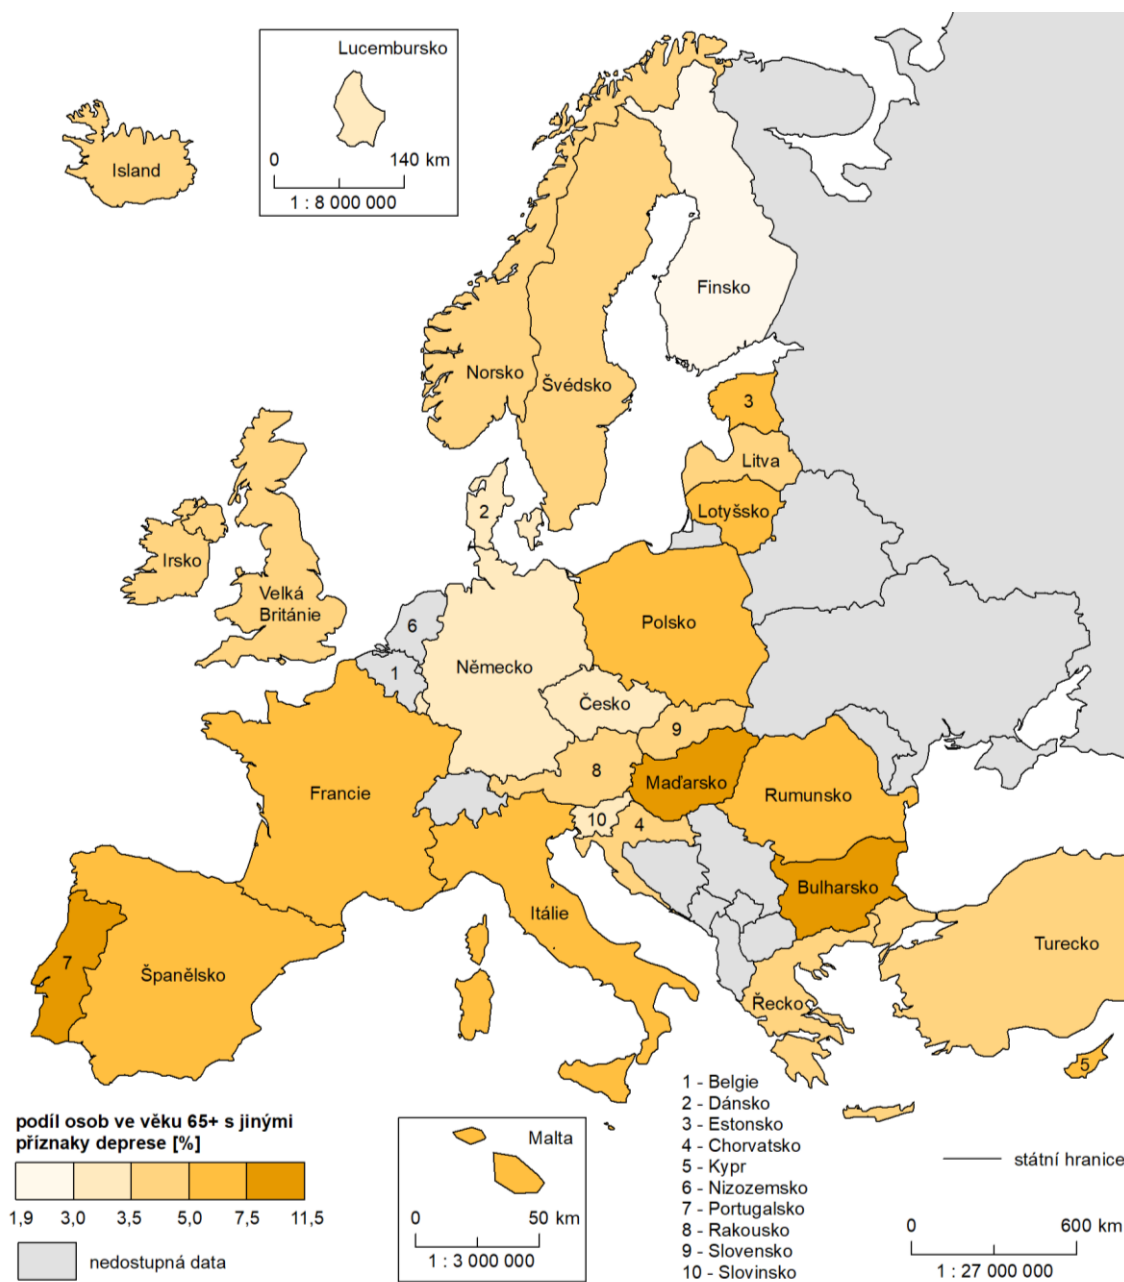 Lucembursko
0 140 km
1 : 8 000 000
Island
Finsko
Norsko
Švédsko
3
Litva
2
Lotyšsko
Irsko
Velká
Británie
6
Polsko
1
Německo
Česko
9
8
Maďarsko
Francie
Rumunsko
10
4
Bulharsko
Itálie
Turecko
7
Španělsko
Řecko
5
1 - Belgie
2 - Dánsko
3 - Estonsko
4 - Chorvatsko
5 - Kypr
6 - Nizozemsko
7 - Portugalsko
8 - Rakousko
9 - Slovensko
10 - Slovinsko
podíl osob ve věku 65+ s jinými
příznaky deprese [%]
1,9 3,0 3,5 5,0 7,5 11,5
nedostupná data
Malta
0 50 km
1 : 3 000 000
státní hranice
0 600 km
1 : 27 000 000